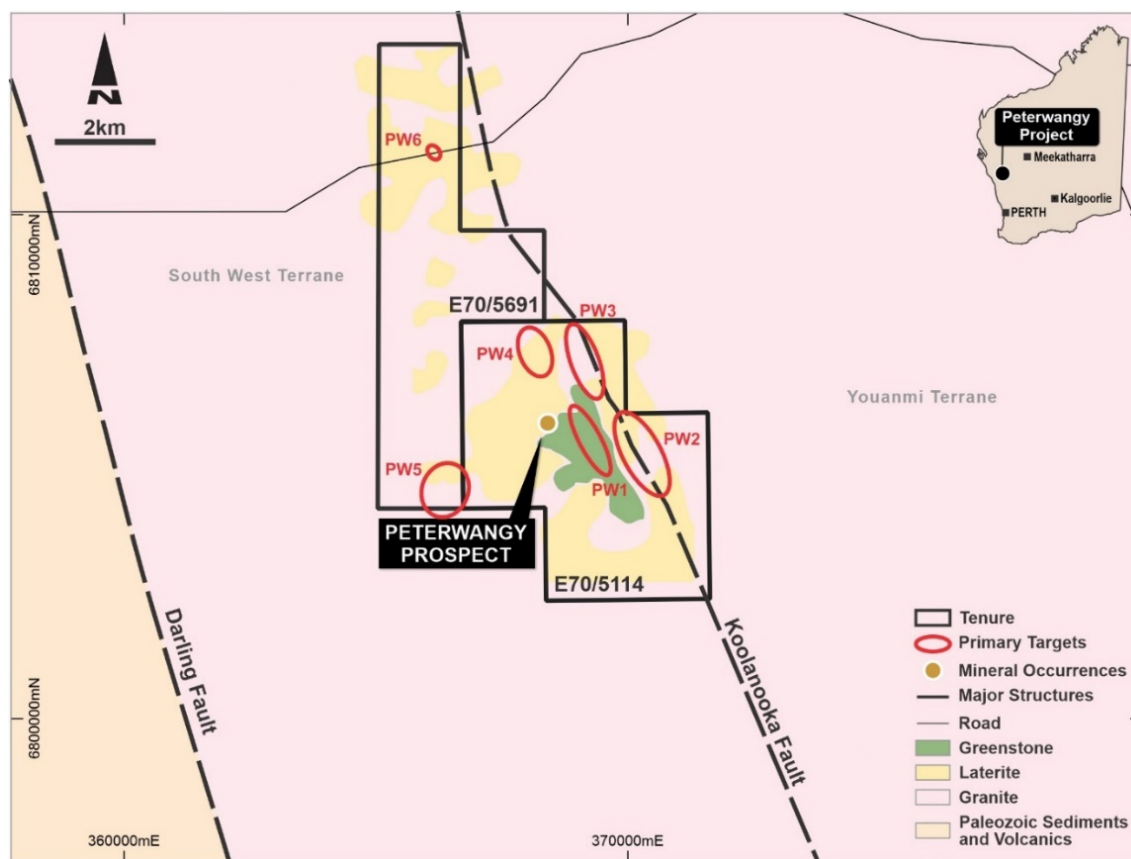 N
2km
PW6
Peterwangy
Project
Meekatharra
Kalgoorlie
PERTH
6810000mN
South West Terrane
E70/5691
PW3
PW4
Youanmi Terrane
PW2
PW5
PW1
PETERWANGY
PROSPECT
E70/5114
Darling Fault
Koolanooka Fault
6800000mN
Tenure
Primary Targets
Mineral Occurrences
Major Structures
Road
Greenstone
Laterite
Granite
Paleozoic Sediments
and Volcanics
360000mE
370000mE